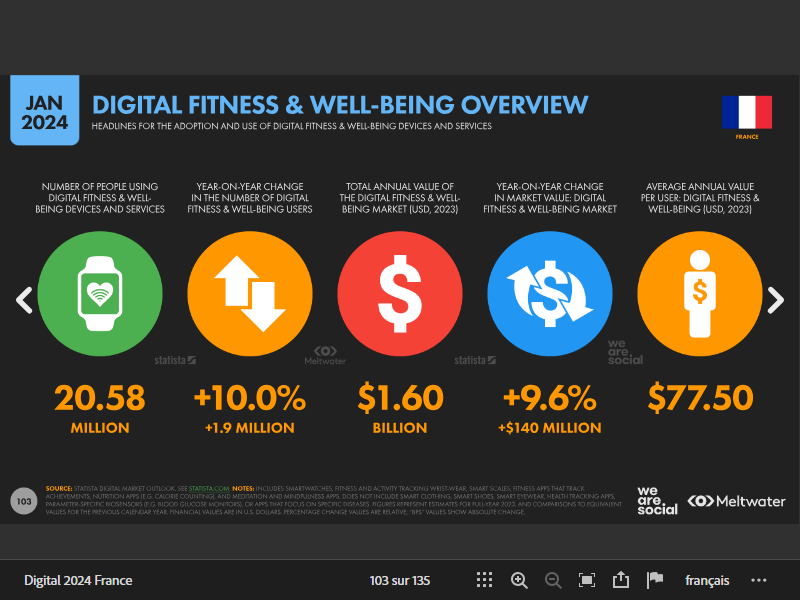 JAN
2024
DIGITAL FITNESS & WELL-BEING OVERVIEW
HEADLINES FOR THE ADOPTION AND USE OF DIGITAL FITNESS & WELL-BEING DEVICES AND SERVICES
FRANCE
NUMBER OF PEOPLE USING
DIGITAL FITNESS & WELL-
BEING DEVICES AND SERVICES
YEAR-ON-YEAR CHANGE
IN THE NUMBER OF DIGITAL
FITNESS & WELL-BEING USERS
TOTAL ANNUAL VALUE OF
THE DIGITAL FITNESS & WELL-
BEING MARKET (USD, 2023)
YEAR-ON-YEAR CHANGE
IN MARKET VALUE: DIGITAL
FITNESS & WELL-BEING MARKET
AVERAGE ANNUAL VALUE
PER USER: DIGITAL FITNESS &
WELL-BEING (USD, 2023)
$
$
$
statista
Meltwater
statista
we
are.
social
20.58
MILLION
+10.0%
+1.9 MILLION
$1.60
BILLION
+9.6%
+$140 MILLION
$77.50
103
SOURCE: STATISTA DIGITAL MARKET OUTLOOK. SEE STATISTA.COM. NOTES: INCLUDES SMARTWATCHES, FITNESS AND ACTIVITY TRACKING WRIST-WEAR, SMART SCALES, FITNESS APPS THAT TRACK
ACHIEVEMENTS, NUTRITION APPS (E.G. CALORIE COUNTING), AND MEDITATION AND MINDFULNESS APPS. DOES NOT INCLUDE SMART CLOTHING, SMART SHOES, SMART EYEWEAR, HEALTH TRACKING APPS,
PARAMETER-SPECIFIC BIOSENSORS (E.G. BLOOD GLUCOSE MONITORS), OR APPS THAT FOCUS ON SPECIFIC DISEASES. FIGURES REPRESENT ESTIMATES FOR FULL-YEAR 2023, AND COMPARISONS TO EQUIVALENT
VALUES FOR THE PREVIOUS CALENDAR YEAR. FINANCIAL VALUES ARE IN U.S. DOLLARS. PERCENTAGE CHANGE VALUES ARE RELATIVE. "BPS" VALUES SHOW ABSOLUTE CHANGE.
we
are.
social
Meltwater
Digital 2024 France
103 sur 135
français